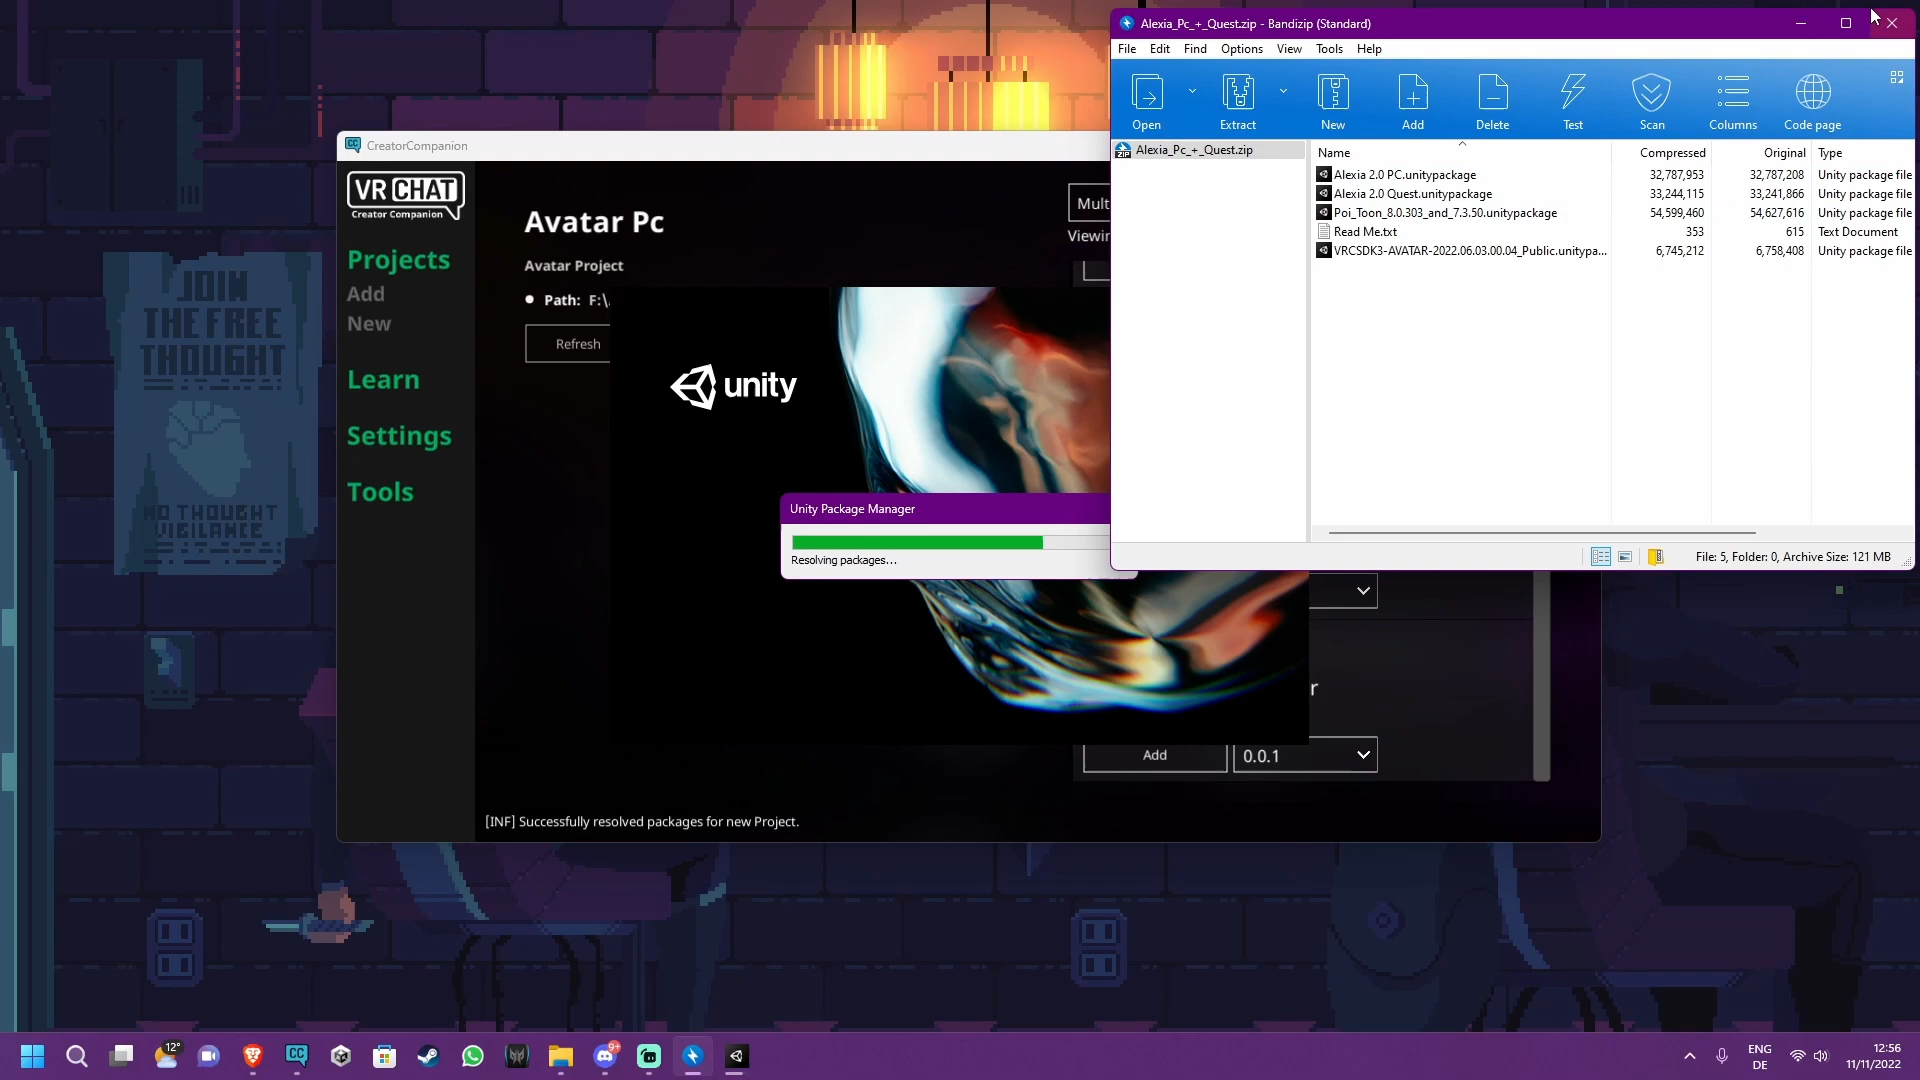 Alexia_Pc_+_Quest.zip - Bandizip (Standard)
File Edit Find Options View Tools Help
Open Extract New Add Delete Test Scan Columns Code page
Alexia_Pc_+_Quest.zip
Name Compressed Original Type
Alexia 2.0 PC.unitypackage 32,787,953 32,787,208 Unity package file
Alexia 2.0 Quest.unitypackage 33,244,115 33,241,866 Unity package file
Poi_Toon_8.0.303_and_7.3.50.unitypackage 54,599,460 54,627,616 Unity package file
Read Me.txt 353 615 Text Document
VRCSDK3-AVATAR-2022.06.03.00.04_Public.unitypa... 6,745,212 6,758,408 Unity package file
File: 5, Folder: 0, Archive Size: 121 MB
CreatorCompanion
VR CHAT
Creator Companion
Projects
Add
New
Learn
Settings
Tools
Avatar Pc
Avatar Project
Path: F:\
Refresh
Mult
Viewin
unity
Unity Package Manager
Resolving packages...
r
Add 0.0.1
[INF] Successfully resolved packages for new Project.
JOIN
THE FREE
THOUGHT
NO THOUGHT
VIGILANCE
12°
CC
9+
ENG
DE
12:56
11/11/2022